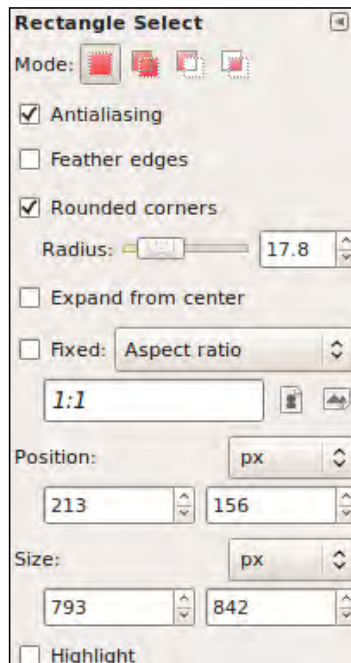 Rectangle Select
Mode:
Antialiasing
Feather edges
Rounded corners
Radius: 17.8
Expand from center
Fixed: Aspect ratio
1:1
Position: px
213 156
Size: px
793 842
Highlight